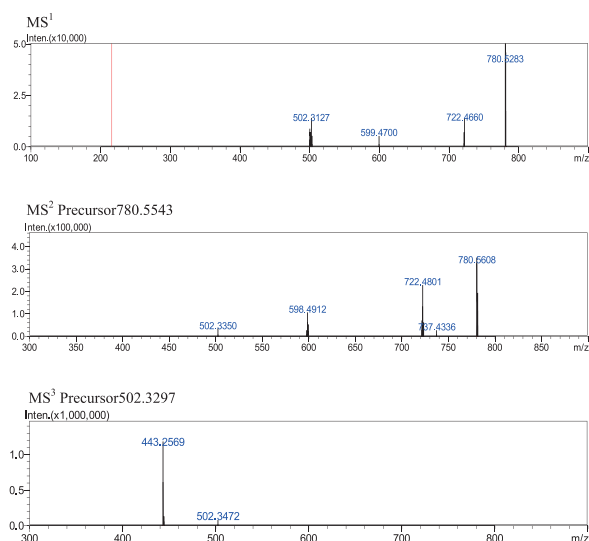 MS1
Inten.(x10,000)
5.0
780.5283
2.5
502.3127
722.4660
599.4700
0.0
100 200 300 400 500 600 700 800 m/z
MS2 Precursor780.5543
Inten.(x100,000)
4.0
780.5608
3.0
722.4801
2.0
598.4912
1.0
502.3350
737.4336
0.0
300 350 400 450 500 550 600 650 700 750 800 850 m/z
MS3 Precursor502.3297
Inten.(x1,000,000)
443.2569
1.0
0.5
502.3472
0.0
300 400 500 600 700 800 m/z